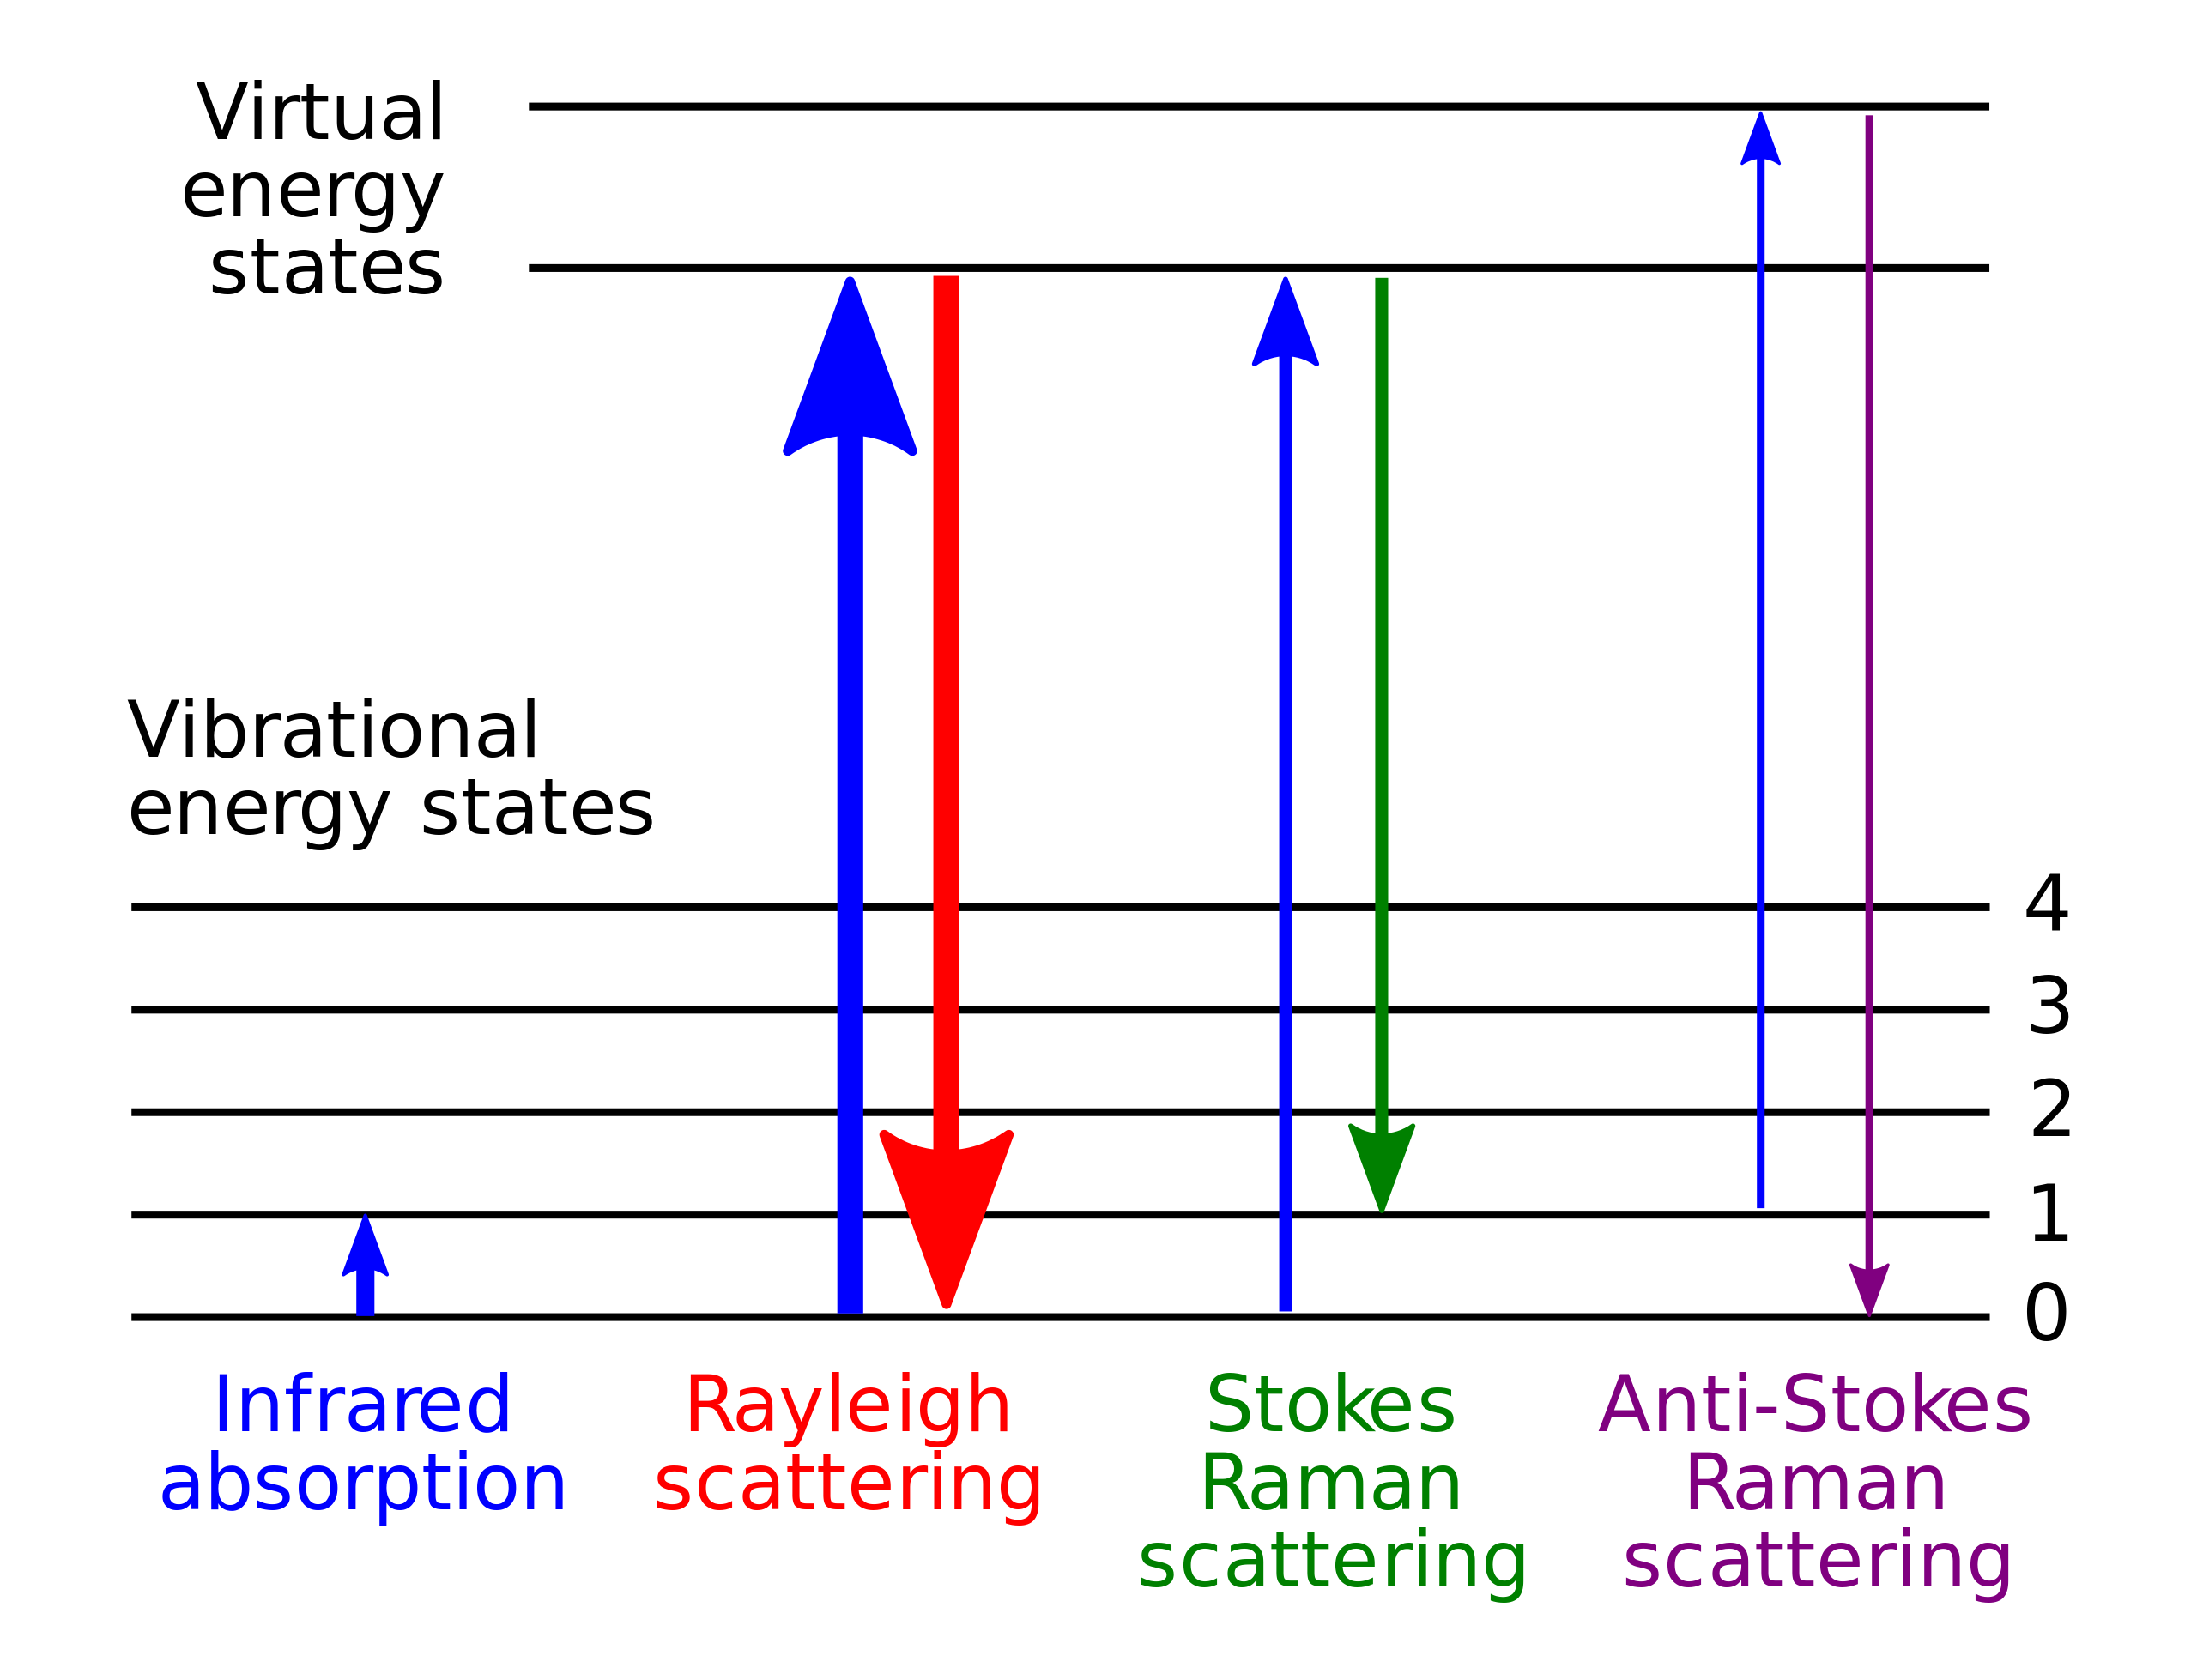 Virtual
energy
states
Vibrational
energy states
4
3
2
1
0
Infrared
absorption
Rayleigh
scattering
Stokes
Raman
scattering
Anti-Stokes
Raman
scattering